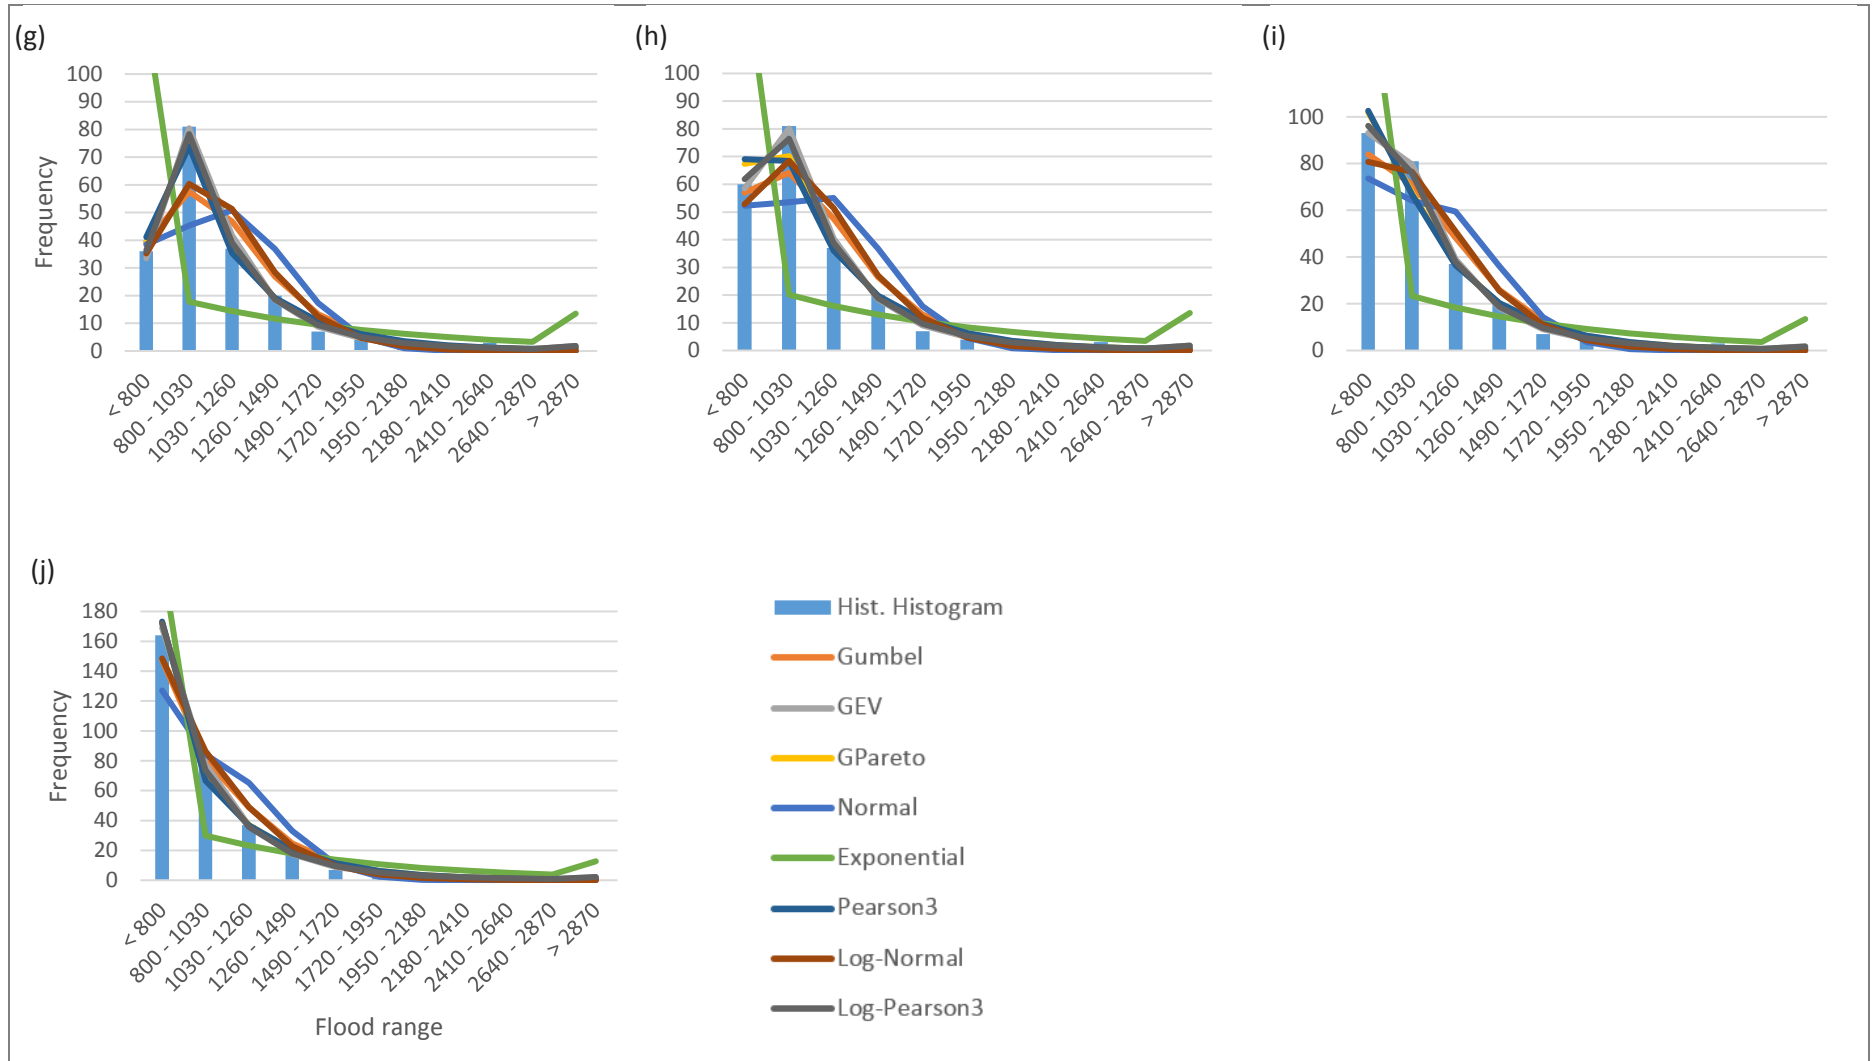 (g)
100
90
80
70
60
50
40
30
20
10
0
Frequency
< 800
800 - 1030
1030 - 1260
1260 - 1490
1490 - 1720
1720 - 1950
1950 - 2180
2180 - 2410
2410 - 2640
2640 - 2870
> 2870
(h)
100
90
80
70
60
50
40
30
20
10
0
< 800
800 - 1030
1030 - 1260
1260 - 1490
1490 - 1720
1720 - 1950
1950 - 2180
2180 - 2410
2410 - 2640
2640 - 2870
> 2870
(i)
100
80
60
40
20
0
< 800
800 - 1030
1030 - 1260
1260 - 1490
1490 - 1720
1720 - 1950
1950 - 2180
2180 - 2410
2410 - 2640
2640 - 2870
> 2870
(j)
180
160
140
120
100
80
60
40
20
0
Frequency
< 800
800 - 1030
1030 - 1260
1260 - 1490
1490 - 1720
1720 - 1950
1950 - 2180
2180 - 2410
2410 - 2640
2640 - 2870
> 2870
Flood range
Hist. Histogram
Gumbel
GEV
GPareto
Normal
Exponential
Pearson3
Log-Normal
Log-Pearson3